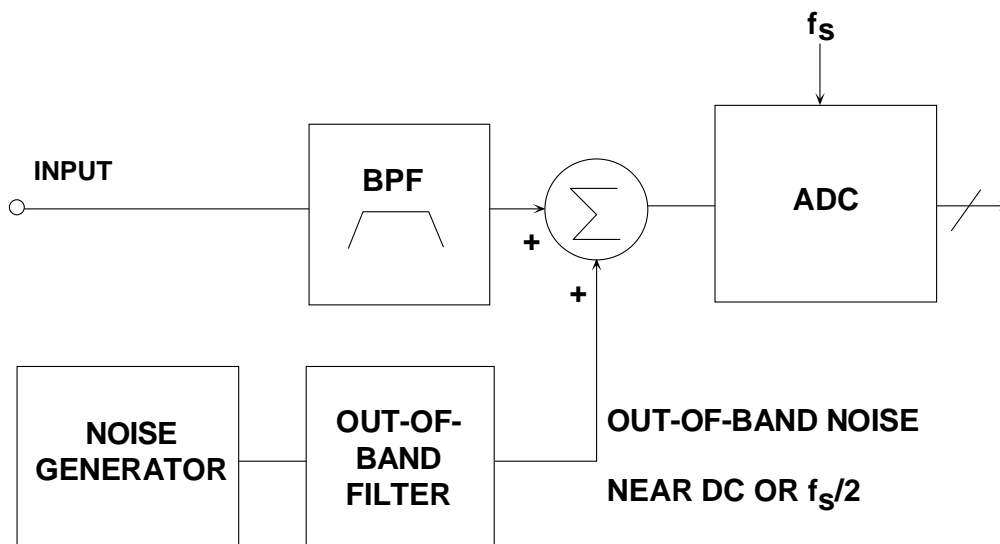 fs
INPUT
BPF
Σ
ADC
+
+
NOISE
GENERATOR
OUT-OF-
BAND
FILTER
OUT-OF-BAND NOISE
NEAR DC OR fs/2